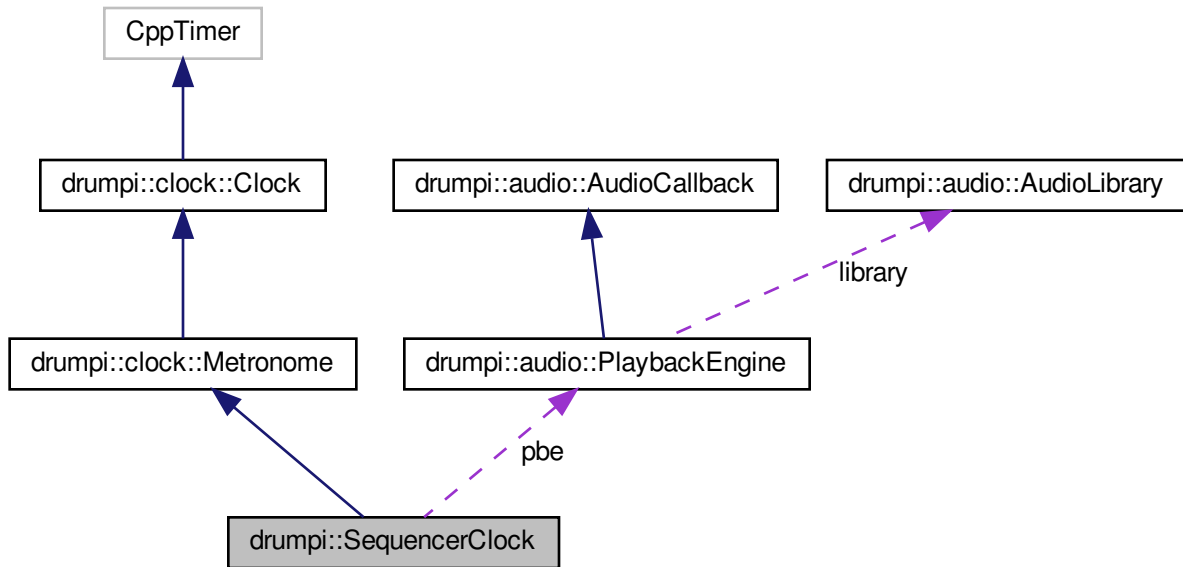 CppTimer
drumpi::clock::Clock
drumpi::audio::AudioCallback
drumpi::audio::AudioLibrary
library
drumpi::clock::Metronome
drumpi::audio::PlaybackEngine
pbe
drumpi::SequencerClock